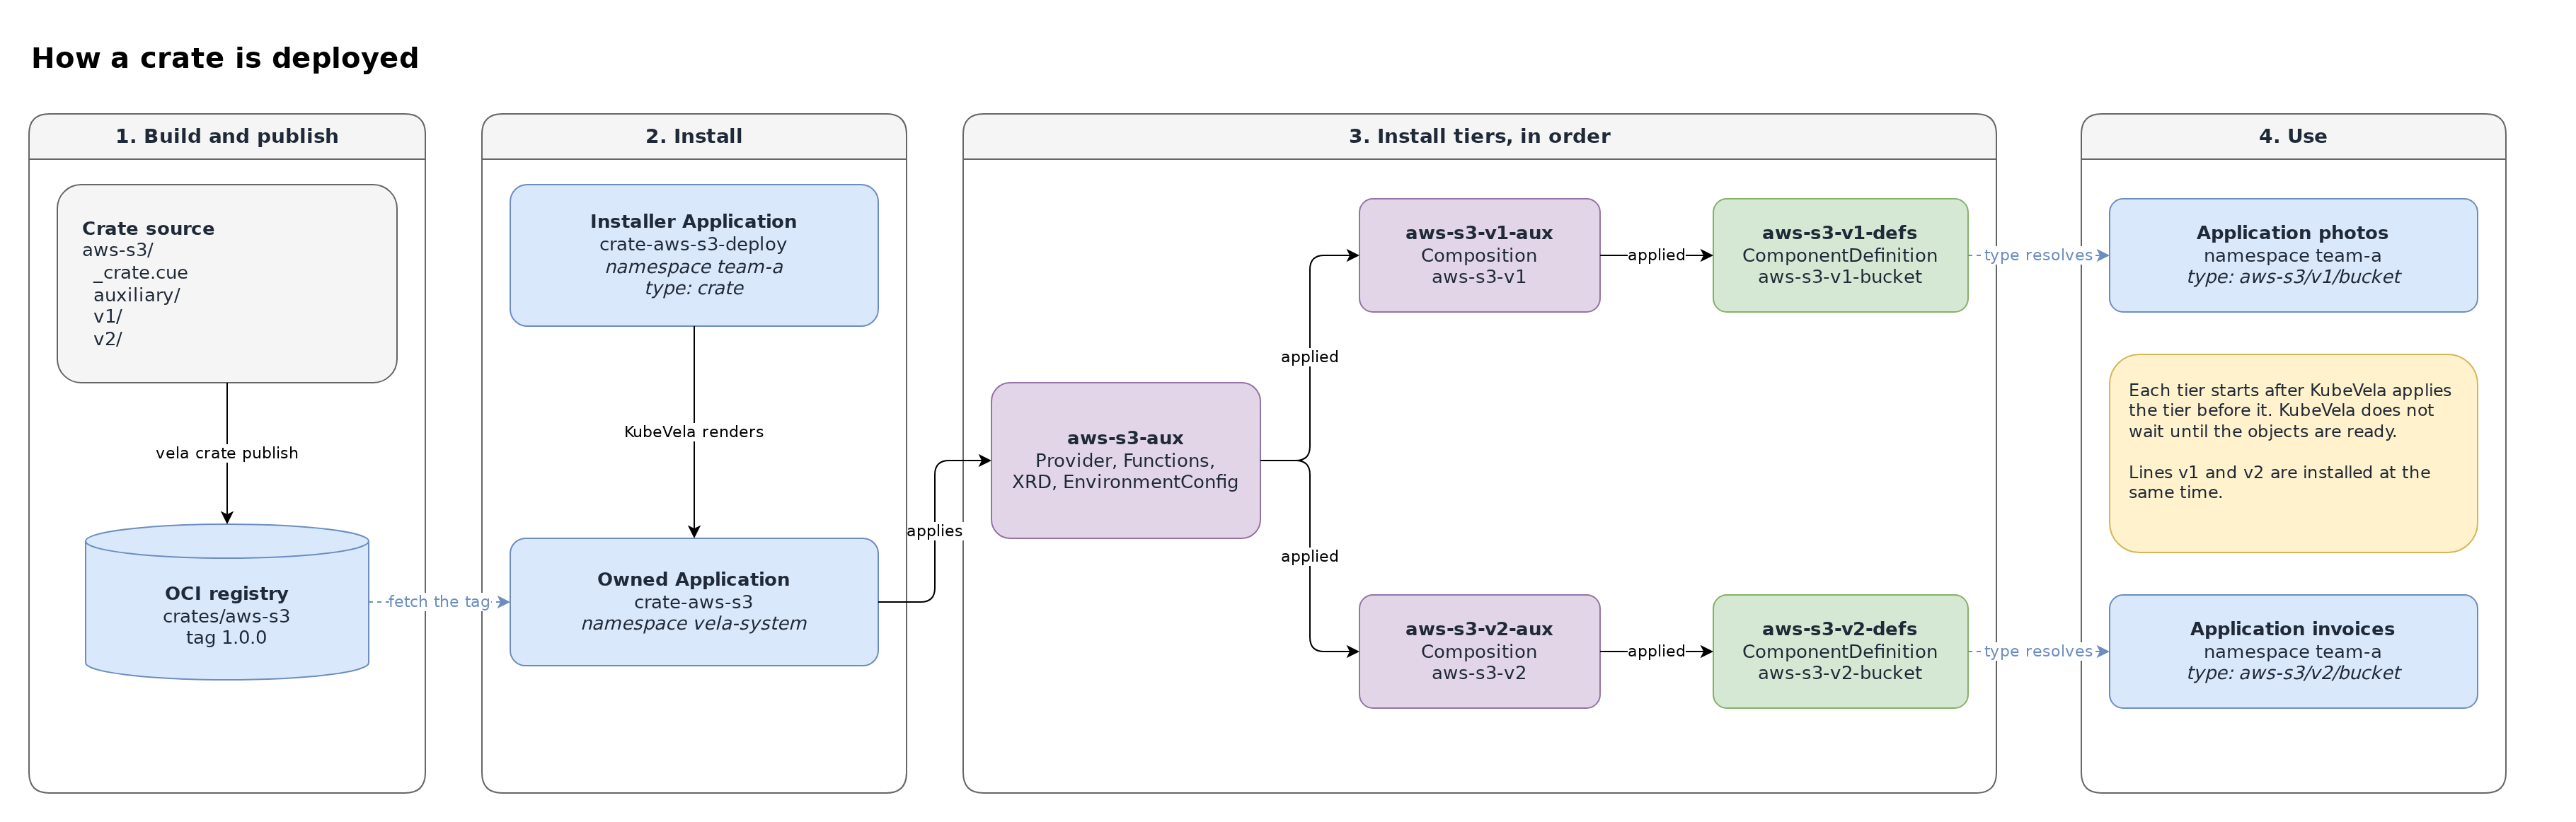 How a crate is deployed
1. Build and publish
Crate source
aws-s3/
_crate.cue
auxiliary/
v1/
v2/
vela crate publish
OCI registry
crates/aws-s3
tag 1.0.0
fetch the tag
2. Install
Installer Application
crate-aws-s3-deploy
namespace team-a
type: crate
KubeVela renders
Owned Application
crate-aws-s3
namespace vela-system
applies
3. Install tiers, in order
aws-s3-aux
Provider, Functions,
XRD, EnvironmentConfig
applied
applied
aws-s3-v1-aux
Composition
aws-s3-v1
applied
aws-s3-v1-defs
ComponentDefinition
aws-s3-v1-bucket
type resolves
aws-s3-v2-aux
Composition
aws-s3-v2
applied
aws-s3-v2-defs
ComponentDefinition
aws-s3-v2-bucket
type resolves
4. Use
Application photos
namespace team-a
type: aws-s3/v1/bucket
Each tier starts after KubeVela applies
the tier before it. KubeVela does not
wait until the objects are ready.
Lines v1 and v2 are installed at the
same time.
Application invoices
namespace team-a
type: aws-s3/v2/bucket